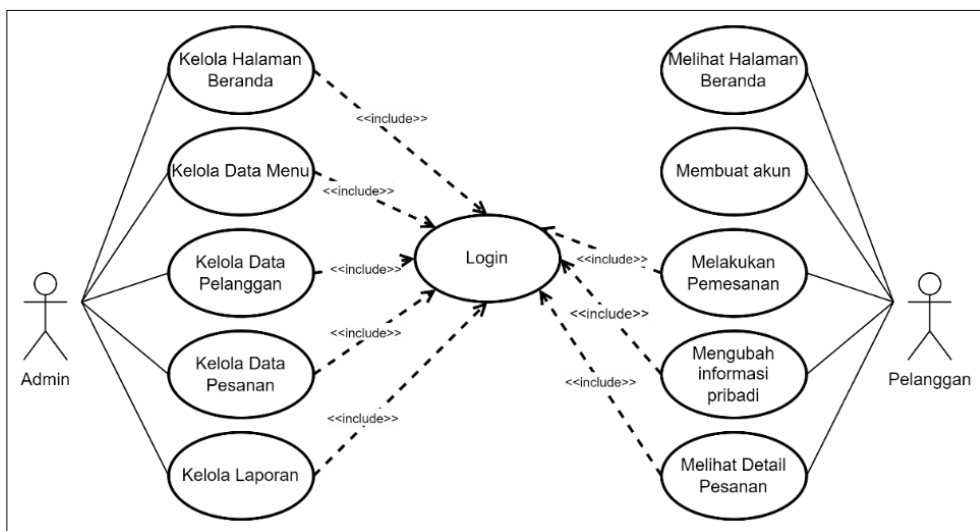 Kelola Halaman
Beranda
Melihat Halaman
Beranda
<<include>>
Kelola Data Menu
<<include>>
Membuat akun
Kelola Data
Pelanggan
<<include>>
Login
<<include>>
Melakukan
Pemesanan
<<include>>
Admin
Kelola Data
Pesanan
<<include>>
<<include>>
Mengubah
informasi
pribadi
Pelanggan
<<include>>
Kelola Laporan
Melihat Detail
Pesanan